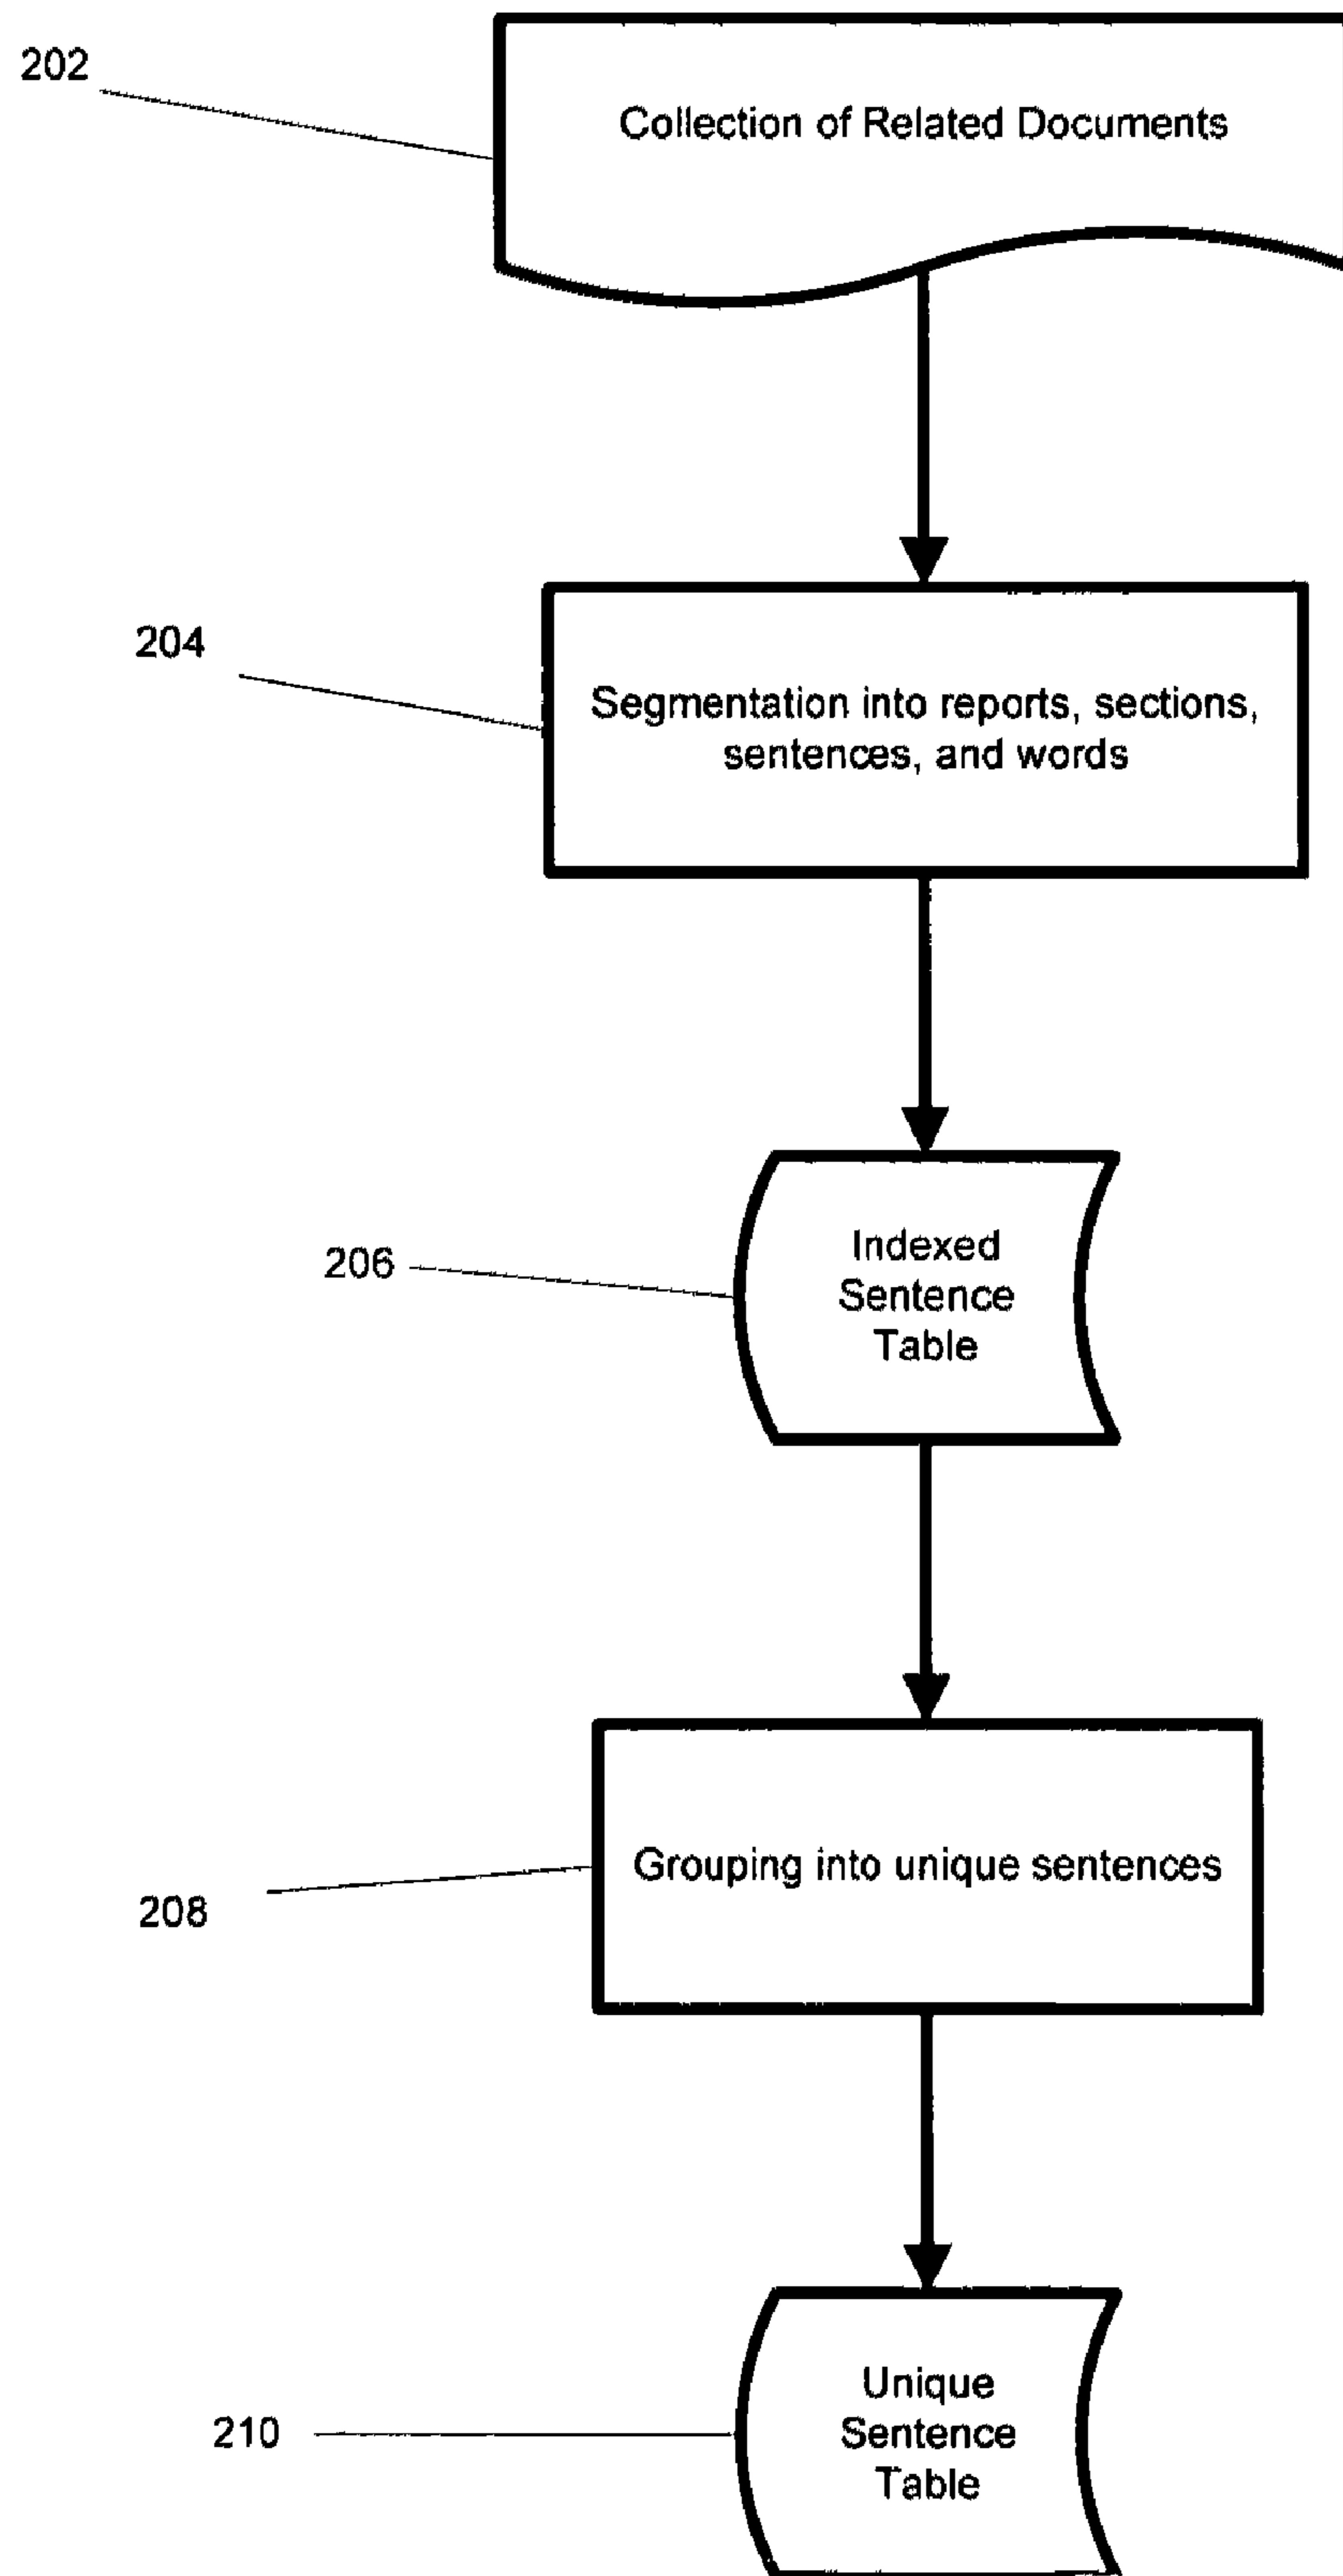 202
Collection of Related Documents
204
Segmentation into reports, sections,
sentences, and words
206
Indexed
Sentence
Table
208
Grouping into unique sentences
210
Unique
Sentence
Table